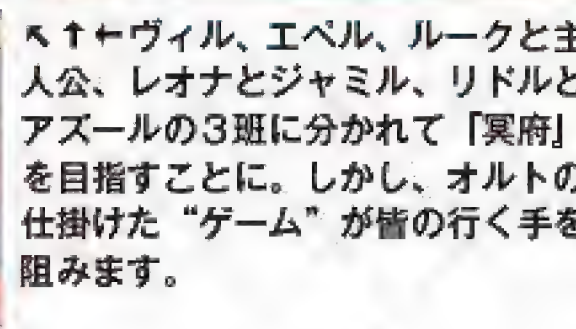 ↖↑←ヴィル、エペル、ルークと主
人公、レオナとジャミル、リドルと
アズールの3班に分かれて『冥府』
を目指すことに。しかし、オルトの
仕掛けた“ゲーム”が皆の行く手を
阻みます。